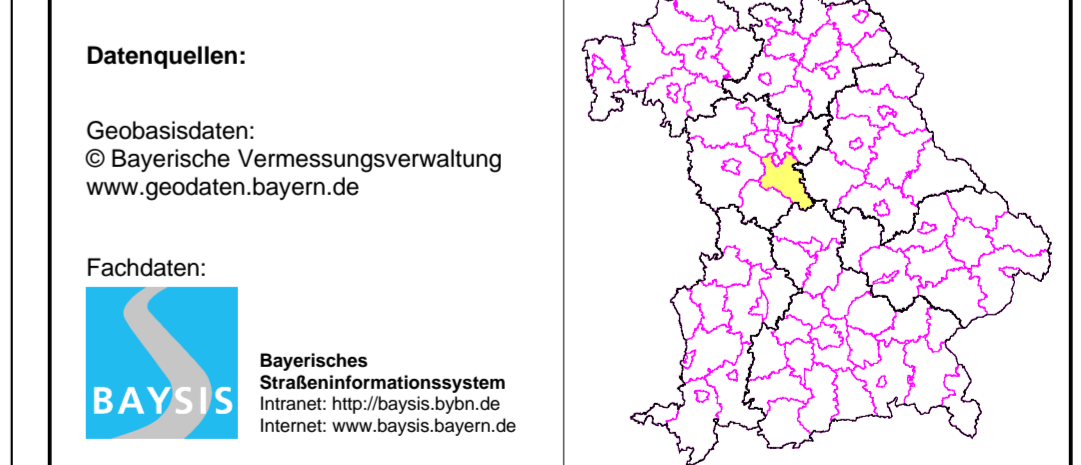 Datenquellen:
Geobasisdaten:
© Bayerische Vermessungsverwaltung
www.geodaten.bayern.de
Fachdaten:
BAYSIS
Bayerisches
Straßeninformationssystem
Intranet: http://baysis.bybn.de
Internet: www.baysis.bayern.de